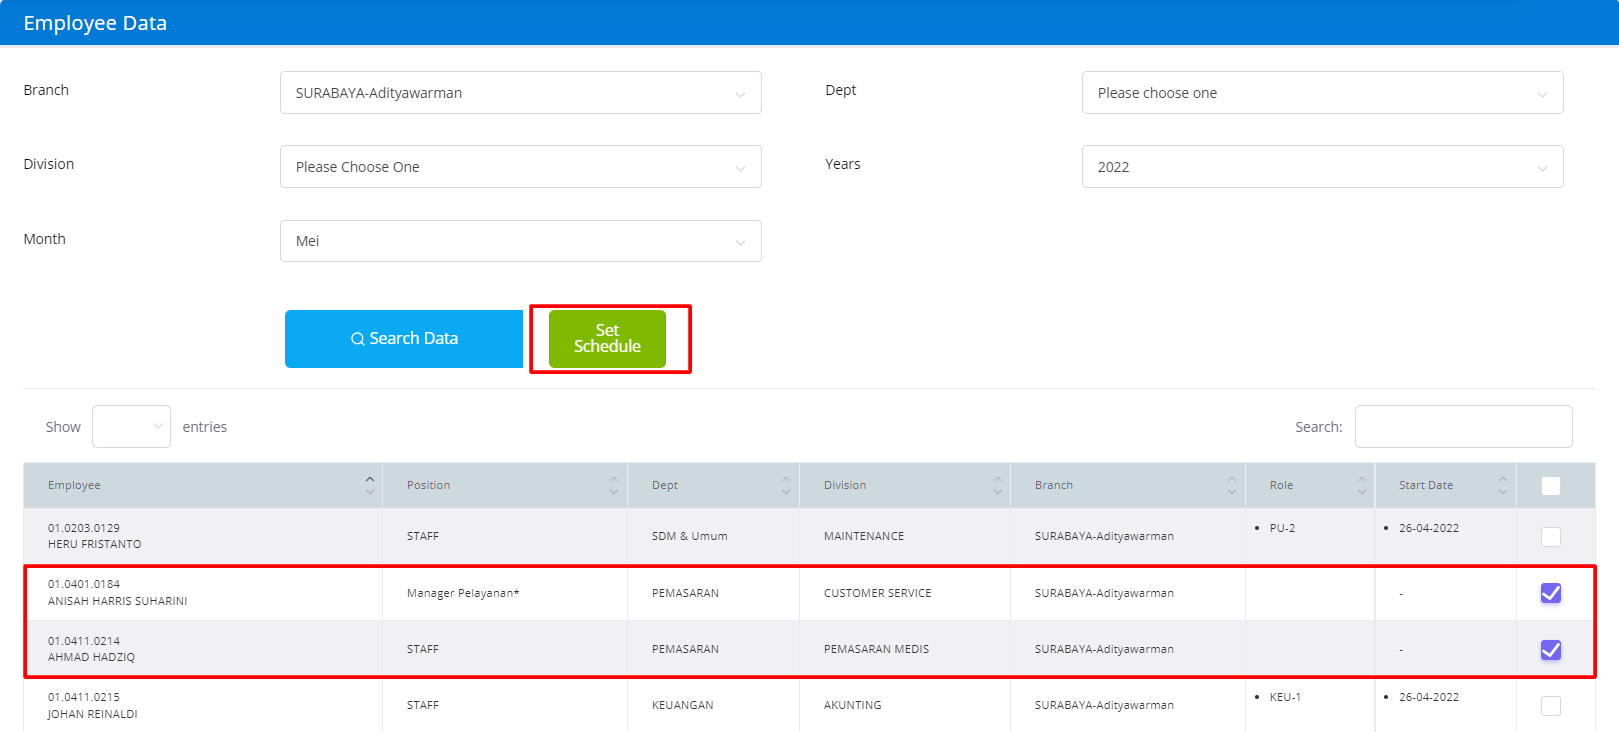 Employee Data
Branch
SURABAYA-Adityawarman
Dept
Please choose one
Division
Please Choose One
Years
2022
Month
Mei
Search Data
Set
Schedule
Show
entries
Search:
Employee
Position
Dept
Division
Branch
Role
Start Date
01.0203.0129
HERU FRISTANTO
STAFF
SDM & Umum
MAINTENANCE
SURABAYA-Adityawarman
• PU-2
• 26-04-2022
01.0401.0184
ANISAH HARRIS SUHARINI
Manager Pelayanan*
PEMASARAN
CUSTOMER SERVICE
SURABAYA-Adityawarman
-
01.0411.0214
AHMAD HADZIQ
STAFF
PEMASARAN
PEMASARAN MEDIS
SURABAYA-Adityawarman
-
01.0411.0215
JOHAN REINALDI
STAFF
KEUANGAN
AKUNTING
SURABAYA-Adityawarman
• KEU-1
• 26-04-2022